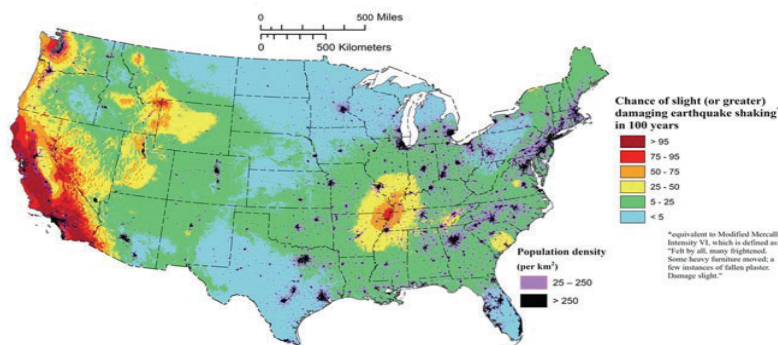 0 500 Miles
0 500 Kilometers
Chance of slight (or greater)
damaging earthquake shaking*
in 100 years
> 95
75 - 95
50 - 75
25 - 50
5 - 25
< 5
*equivalent to Modified Mercalli
Intensity VI, which is defined as:
"Felt by all, many frightened.
Some heavy furniture moved; a
few instances of fallen plaster.
Damage slight."
Population density
(per km²)
25 – 250
> 250